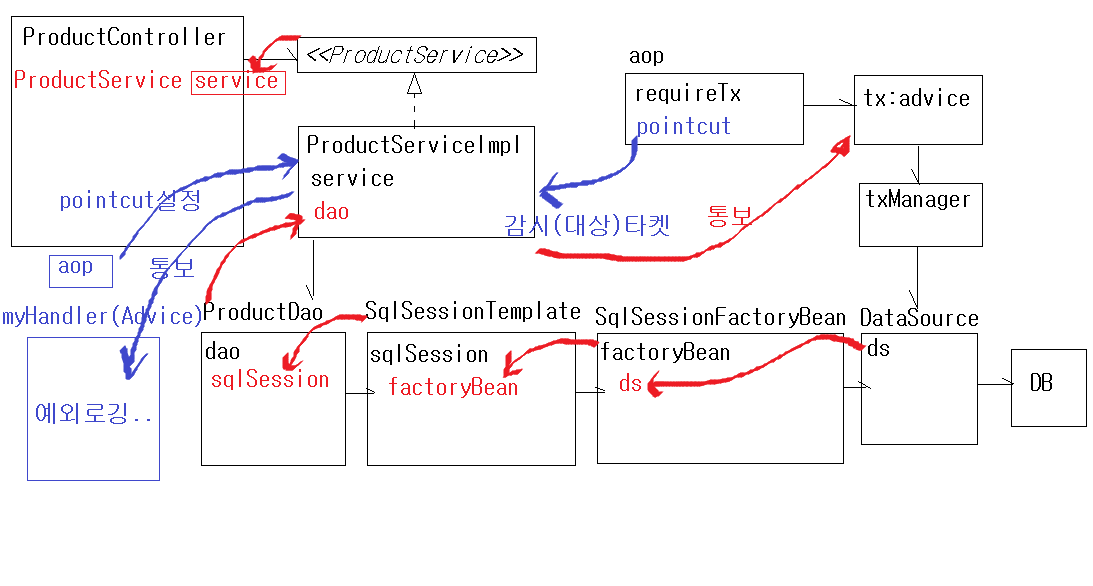 ProductController
ProductService service
<<ProductService>>
aop
requireTx
pointcut
tx:advice
ProductServiceImpl
service
dao
pointcut설정
txManager
감시(대상)타켓
통보
aop
통보
myHandler(Advice)
예외로깅..
ProductDao
dao
sqlSession
SqlSessionTemplate
sqlSession
factoryBean
SqlSessionFactoryBean
factoryBean
ds
DataSource
ds
DB